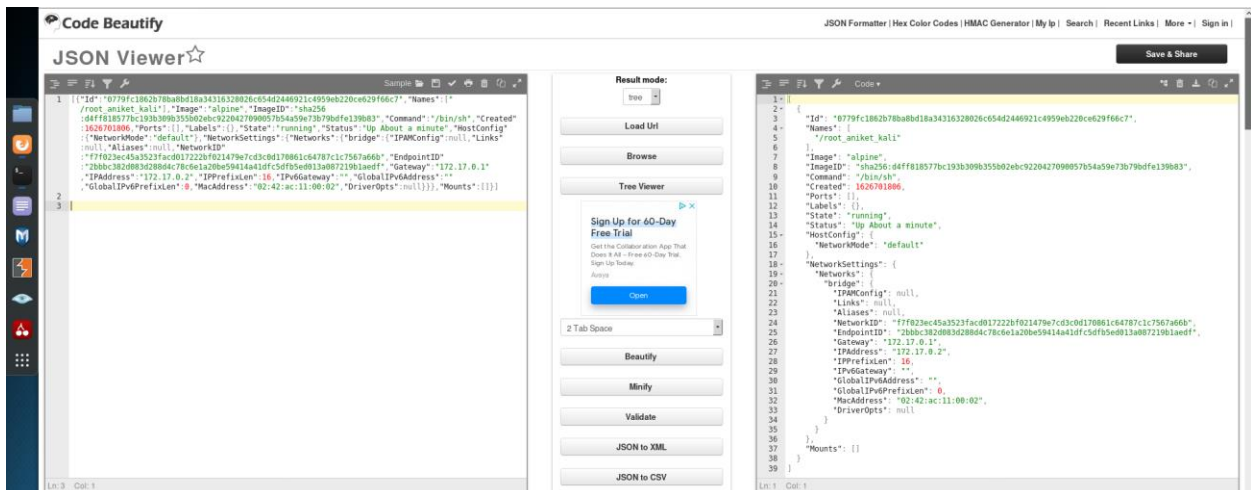 Code Beautify
JSON Formatter | Hex Color Codes | HMAC Generator | My Ip | Search | Recent Links | More | Sign in |
JSON Viewer
Save & Share
Sample
1 [{"Id":"0779fc1862b78ba8bd18a34316328026c654d2446921c4959eb220ce629f66c7","Names":["
/root_aniket_kali"],"Image":"alpine","ImageID":"sha256
:d4ff818577bc193b309b355b02ebc9220427090057b54a59e73b79bdfe139b83","Command":"/bin/sh","Created"
:1626701806,"Ports":[],"Labels":{},"State":"running","Status":"Up About a minute","HostConfig"
:{"NetworkMode":"default"},"NetworkSettings":{"Networks":{"bridge":{"IPAMConfig":null,"Links"
:null,"Aliases":null,"NetworkID"
:"f7f023ec45a3523facd017222bf021479e7cd3c0d170861c64787c1c7567a66b","EndpointID"
:"2bbbc382d083d288d4c78c6e1a20be59414a41dfc5dfb5ed013a087219b1aedf","Gateway":"172.17.0.1"
,"IPAddress":"172.17.0.2","IPPrefixLen":16,"IPv6Gateway":"","GlobalIPv6Address":""
,"GlobalIPv6PrefixLen":0,"MacAddress":"02:42:ac:11:00:02","DriverOpts":null}}},"Mounts":[]}]
2
3
Ln: 3 Col: 1
Result mode:
tree
Load Url
Browse
Tree Viewer
Sign Up for 60-Day
Free Trial
Get the Collaboration App That
Does It All – Free 60-Day Trial.
Sign Up Today.
Avaya
Open
2 Tab Space
Beautify
Minify
Validate
JSON to XML
JSON to CSV
Code
1 [
2 {
3 "Id": "0779fc1862b78ba8bd18a34316328026c654d2446921c4959eb220ce629f66c7",
4 "Names": [
5 "/root_aniket_kali"
6 ],
7 "Image": "alpine",
8 "ImageID": "sha256:d4ff818577bc193b309b355b02ebc9220427090057b54a59e73b79bdfe139b83",
9 "Command": "/bin/sh",
10 "Created": 1626701806,
11 "Ports": [],
12 "Labels": {},
13 "State": "running",
14 "Status": "Up About a minute",
15 "HostConfig": {
16 "NetworkMode": "default"
17 },
18 "NetworkSettings": {
19 "Networks": {
20 "bridge": {
21 "IPAMConfig": null,
22 "Links": null,
23 "Aliases": null,
24 "NetworkID": "f7f023ec45a3523facd017222bf021479e7cd3c0d170861c64787c1c7567a66b",
25 "EndpointID": "2bbbc382d083d288d4c78c6e1a20be59414a41dfc5dfb5ed013a087219b1aedf",
26 "Gateway": "172.17.0.1",
27 "IPAddress": "172.17.0.2",
28 "IPPrefixLen": 16,
29 "IPv6Gateway": "",
30 "GlobalIPv6Address": "",
31 "GlobalIPv6PrefixLen": 0,
32 "MacAddress": "02:42:ac:11:00:02",
33 "DriverOpts": null
34 }
35 }
36 },
37 "Mounts": []
38 }
39 ]
Ln: 1 Col: 1